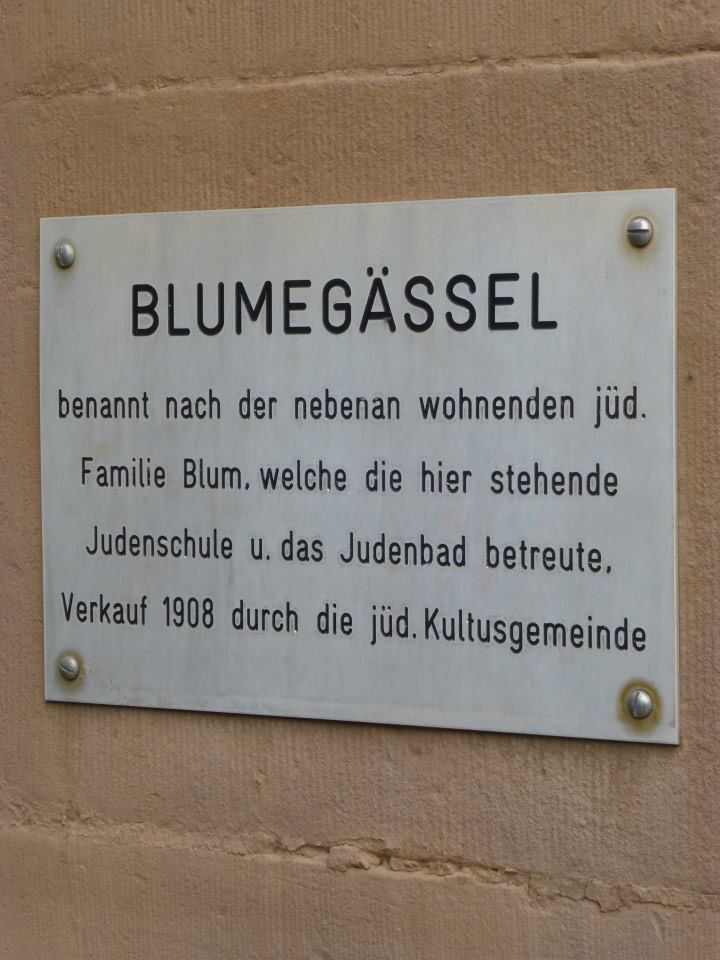 BLUMEGÄSSEL
benannt nach der nebenan wohnenden jüd.
Familie Blum, welche die hier stehende
Judenschule u. das Judenbad betreute.
Verkauf 1908 durch die jüd. Kultusgemeinde